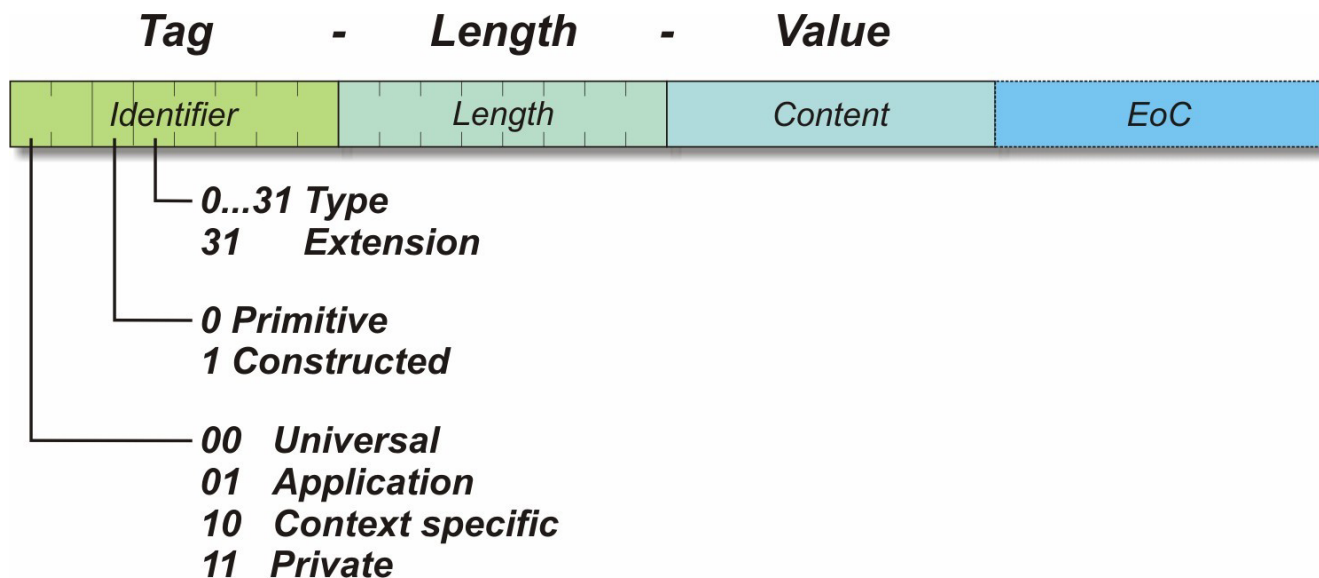 Tag - Length - Value
Identifier Length Content EoC
0...31 Type
31 Extension
0 Primitive
1 Constructed
00 Universal
01 Application
10 Context specific
11 Private